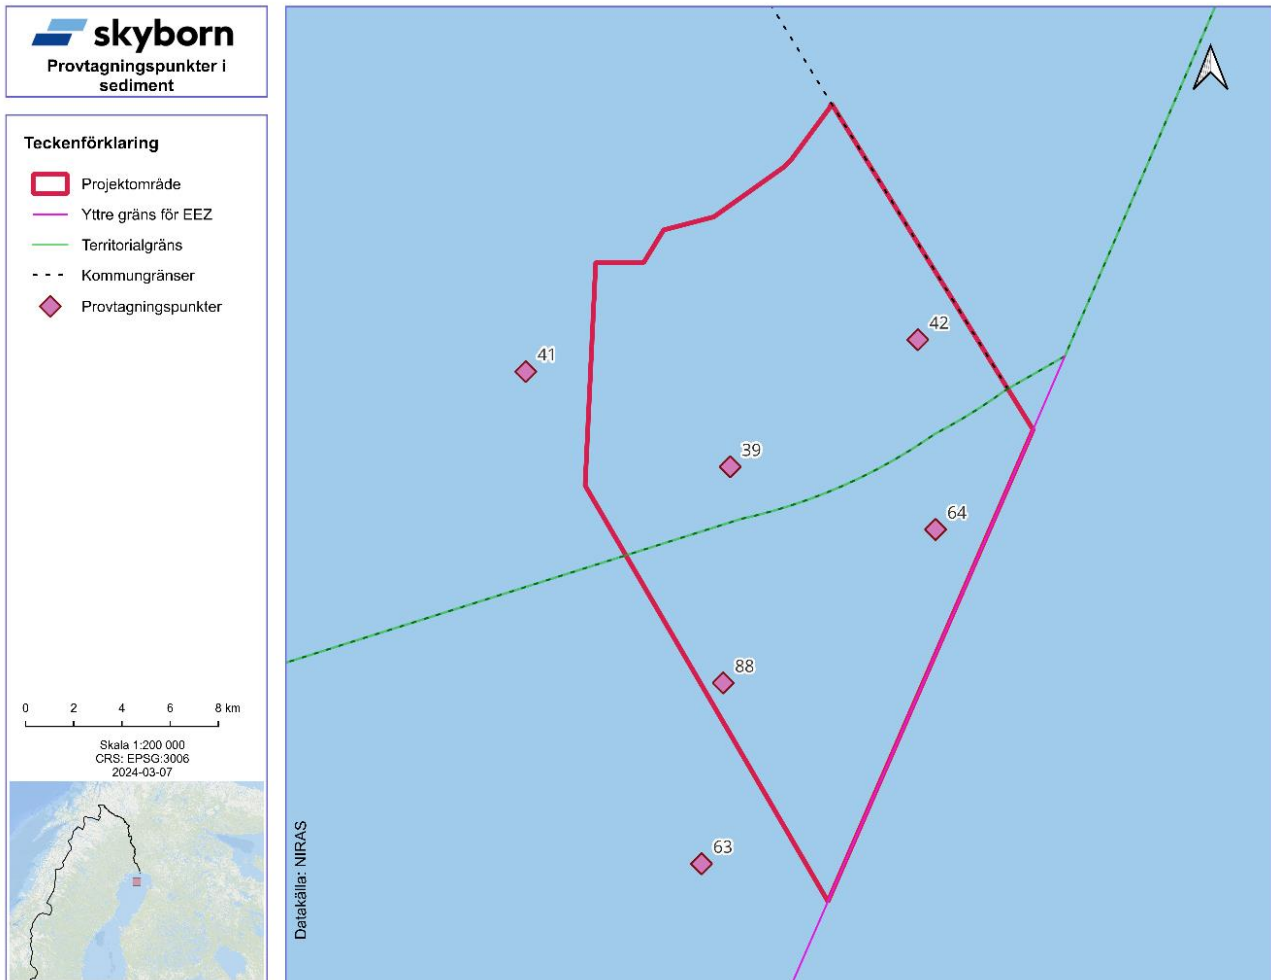 skyborn
Provtagningspunkter i
sediment
Teckenförklaring
Projektområde
Yttre gräns för EEZ
Territorialgräns
Kommungränser
Provtagningspunkter
0 2 4 6 8 km
Skala 1:200 000
CRS: EPSG:3006
2024-03-07
42
41
39
64
88
63
Datakälla: NIRAS